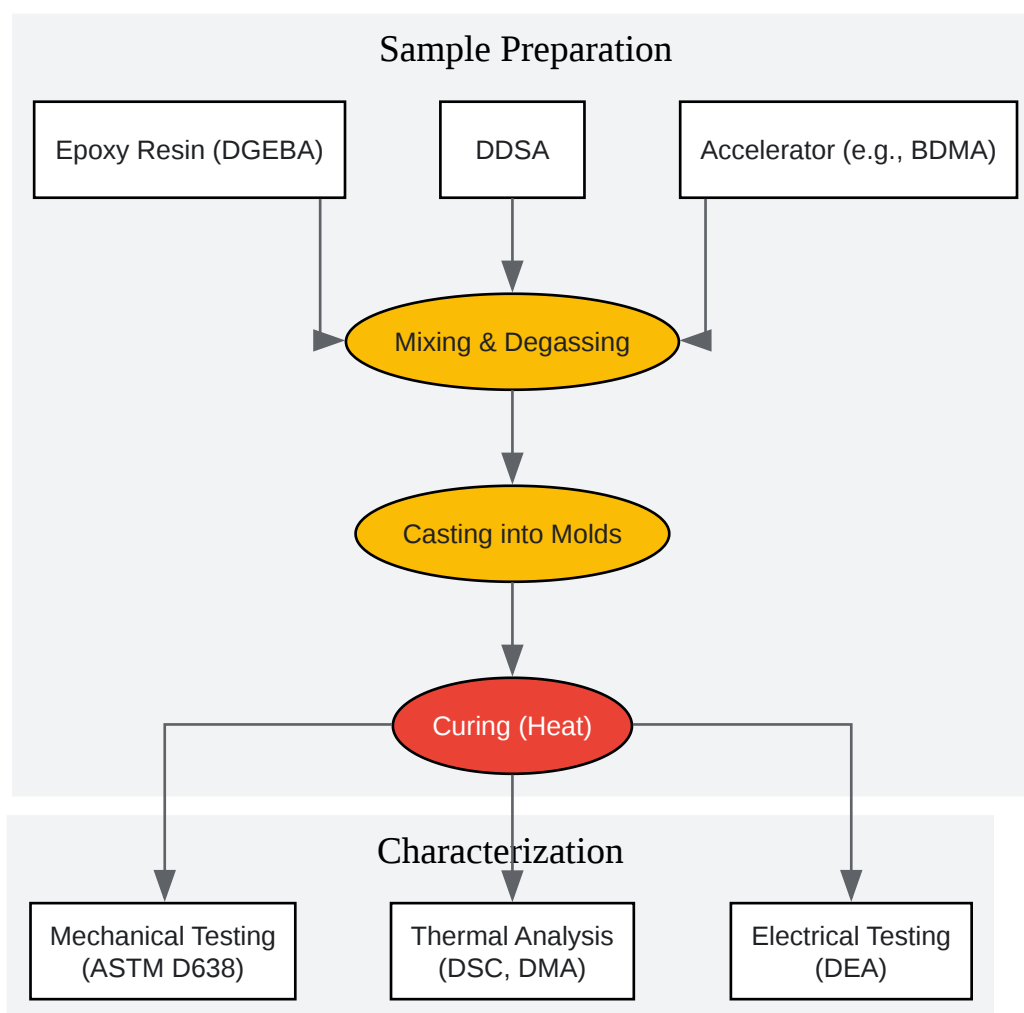 Sample Preparation
Epoxy Resin (DGEBA)
DDSA
Accelerator (e.g., BDMA)
Mixing & Degassing
Casting into Molds
Curing (Heat)
Characterization
Mechanical Testing
(ASTM D638)
Thermal Analysis
(DSC, DMA)
Electrical Testing
(DEA)